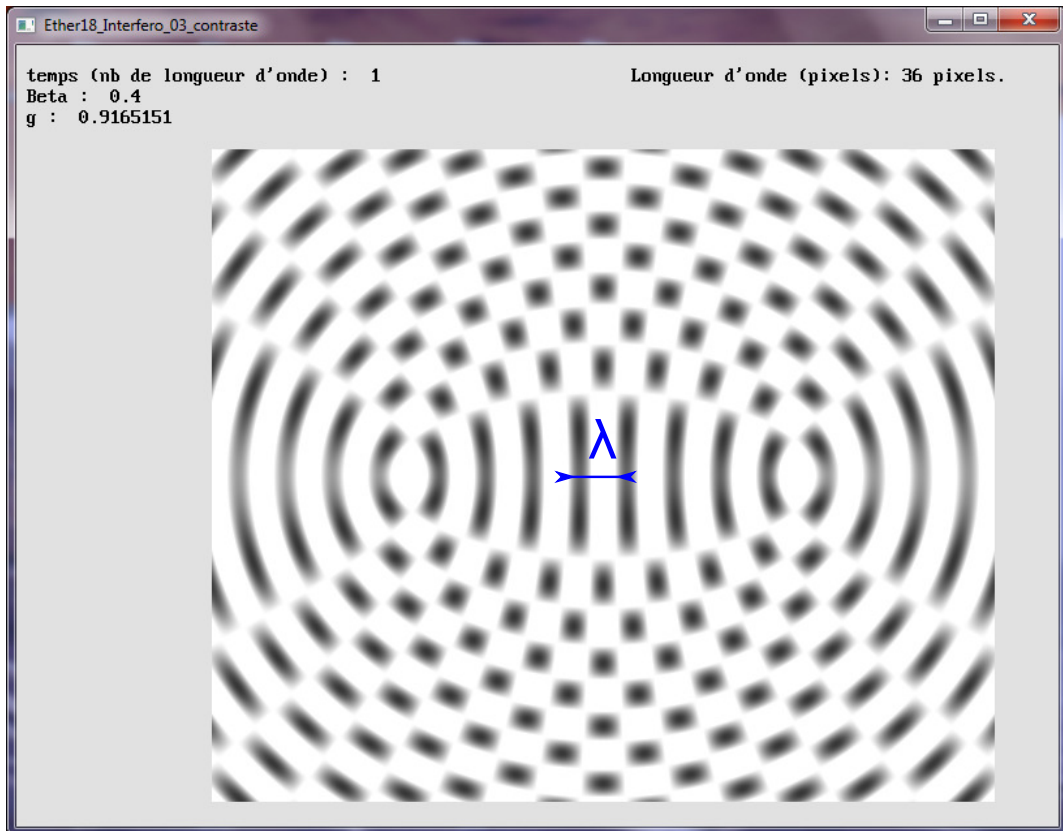 Ether18_Interfero_03_contraste
temps (nb de longueur d'onde) : 1
Longueur d'onde (pixels): 36 pixels.
Beta : 0.4
g : 0.9165151
λ